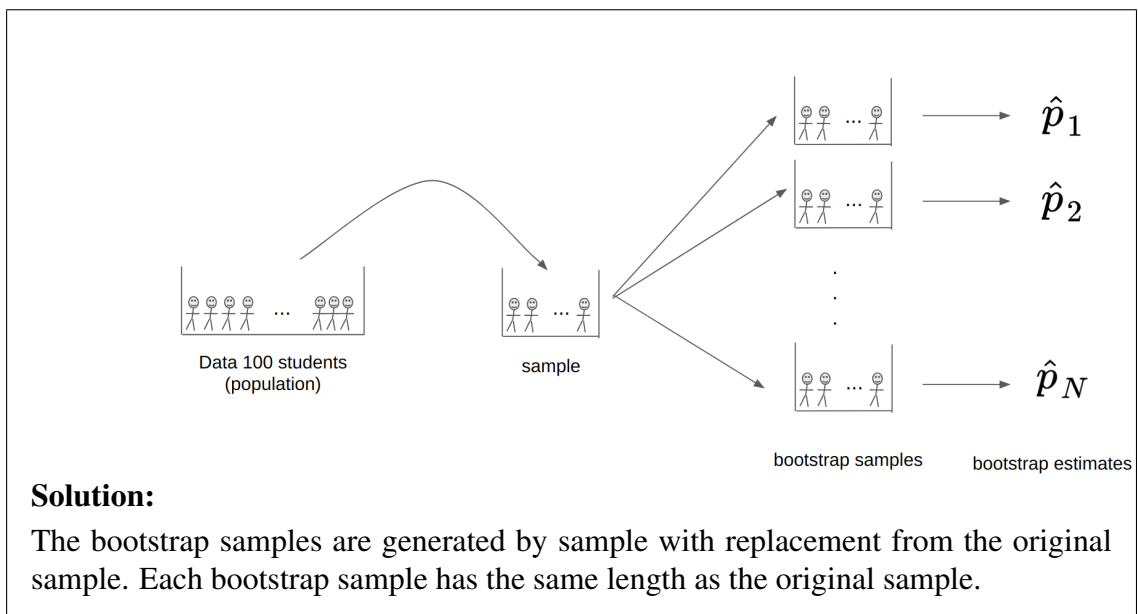 p̂₁
p̂₂
...
...
...
...
...
.
.
.
Data 100 students
(population)
sample
...
p̂_N
bootstrap samples
bootstrap estimates
Solution:
The bootstrap samples are generated by sample with replacement from the original
sample. Each bootstrap sample has the same length as the original sample.